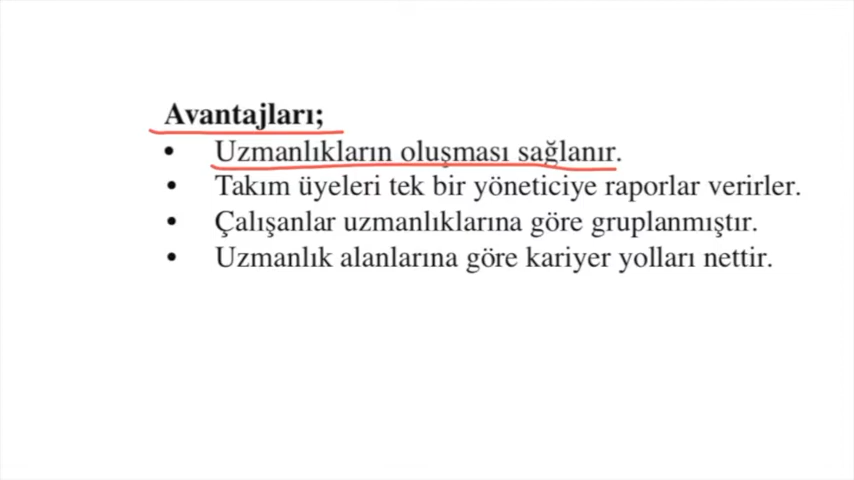 Avantajları;
• Uzmanlıkların oluşması sağlanır.
• Takım üyeleri tek bir yöneticiye raporlar verirler.
• Çalışanlar uzmanlıklarına göre gruplanmıştır.
• Uzmanlık alanlarına göre kariyer yolları nettir.